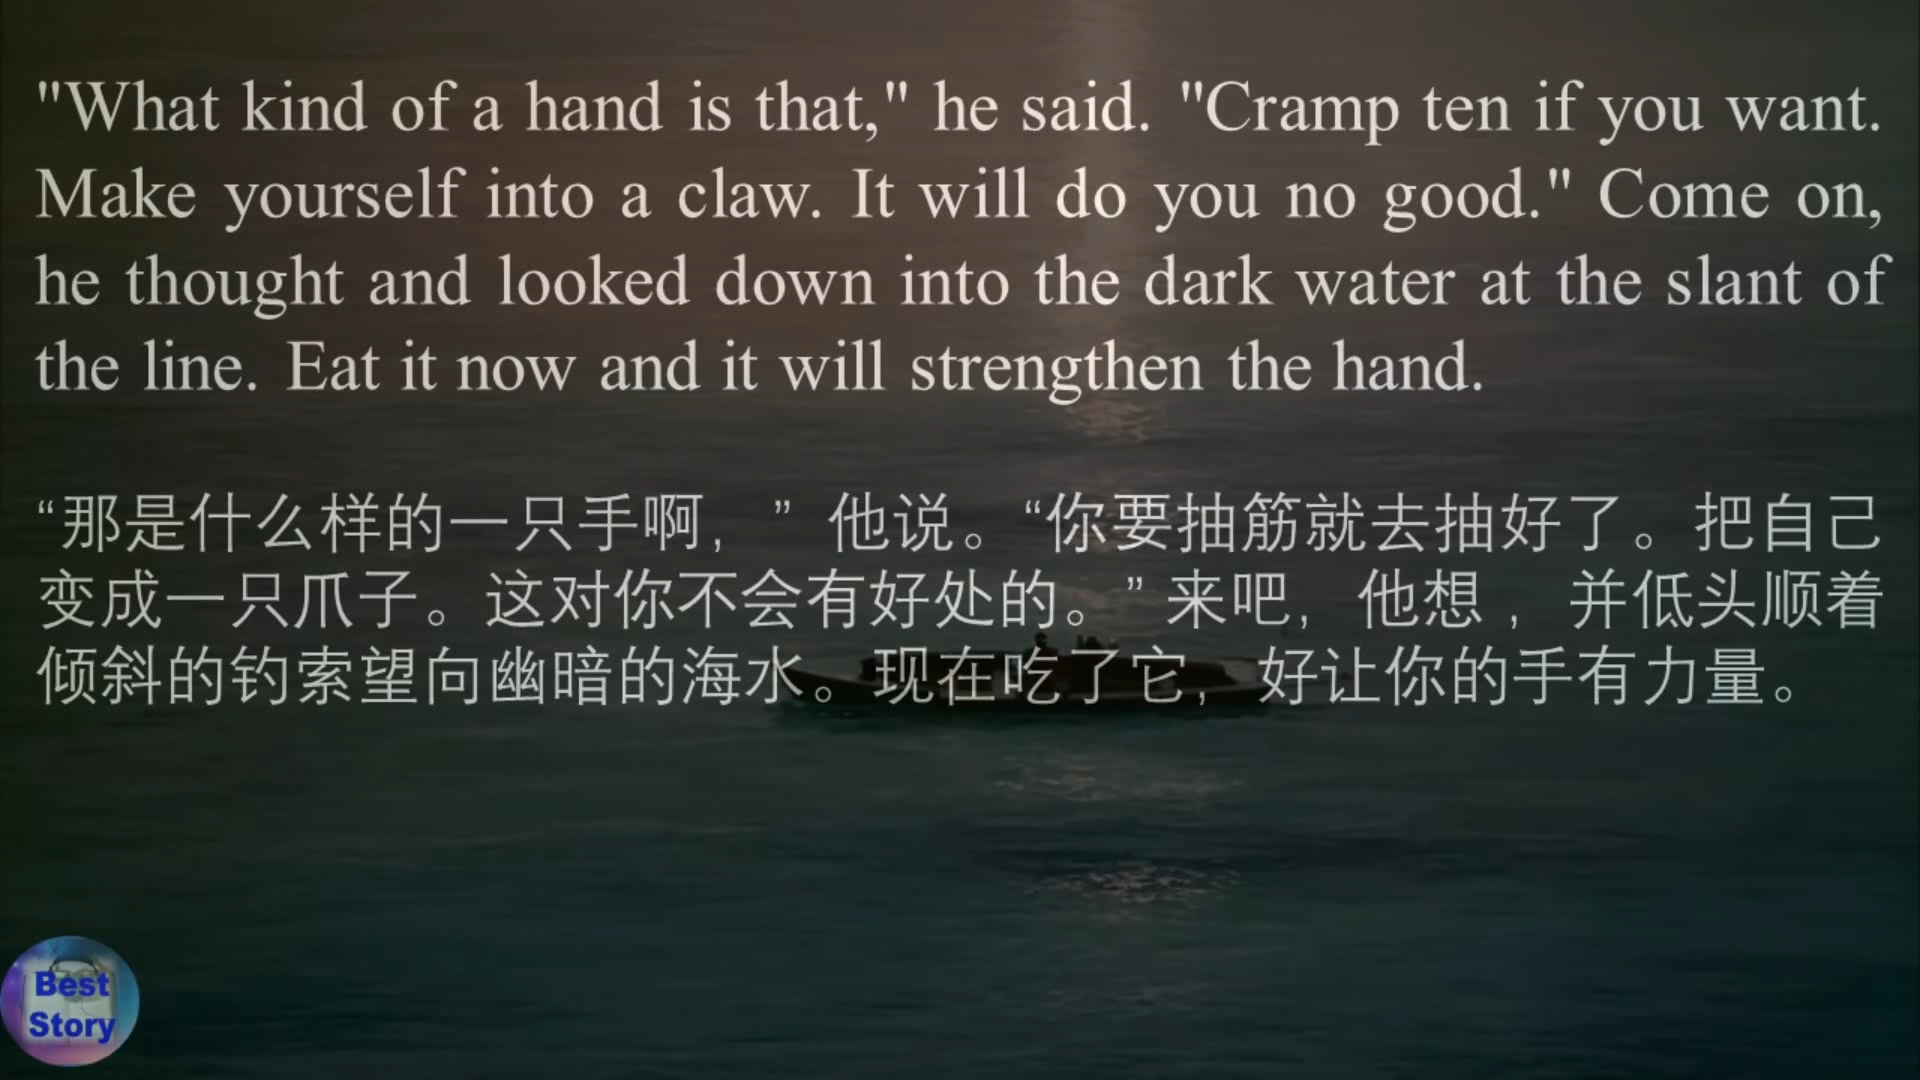 "What kind of a hand is that," he said. "Cramp ten if you want.
Make yourself into a claw. It will do you no good." Come on,
he thought and looked down into the dark water at the slant of
the line. Eat it now and it will strengthen the hand.
“那是什么样的一只手啊，” 他说。“你要抽筋就去抽好了。把自己
变成一只爪子。这对你不会有好处的。” 来吧，他想，并低头顺着
倾斜的钓索望向幽暗的海水。现在吃了它，好让你的手有力量。
Best
Story